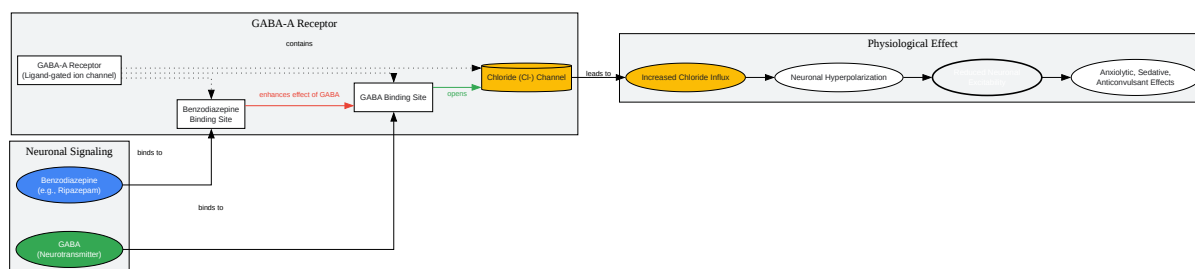 GABA-A Receptor
contains
GABA-A Receptor
(Ligand-gated ion channel)
Chloride (Cl-) Channel
enhances effect of GABA
GABA Binding Site
opens
Benzodiazepine
Binding Site
leads to
Physiological Effect
Increased Chloride Influx
Neuronal Hyperpolarization
Anxiolytic, Sedative,
Anticonvulsant Effects
Neuronal Signaling
binds to
Benzodiazepine
(e.g., Ripazepam)
binds to
GABA
(Neurotransmitter)